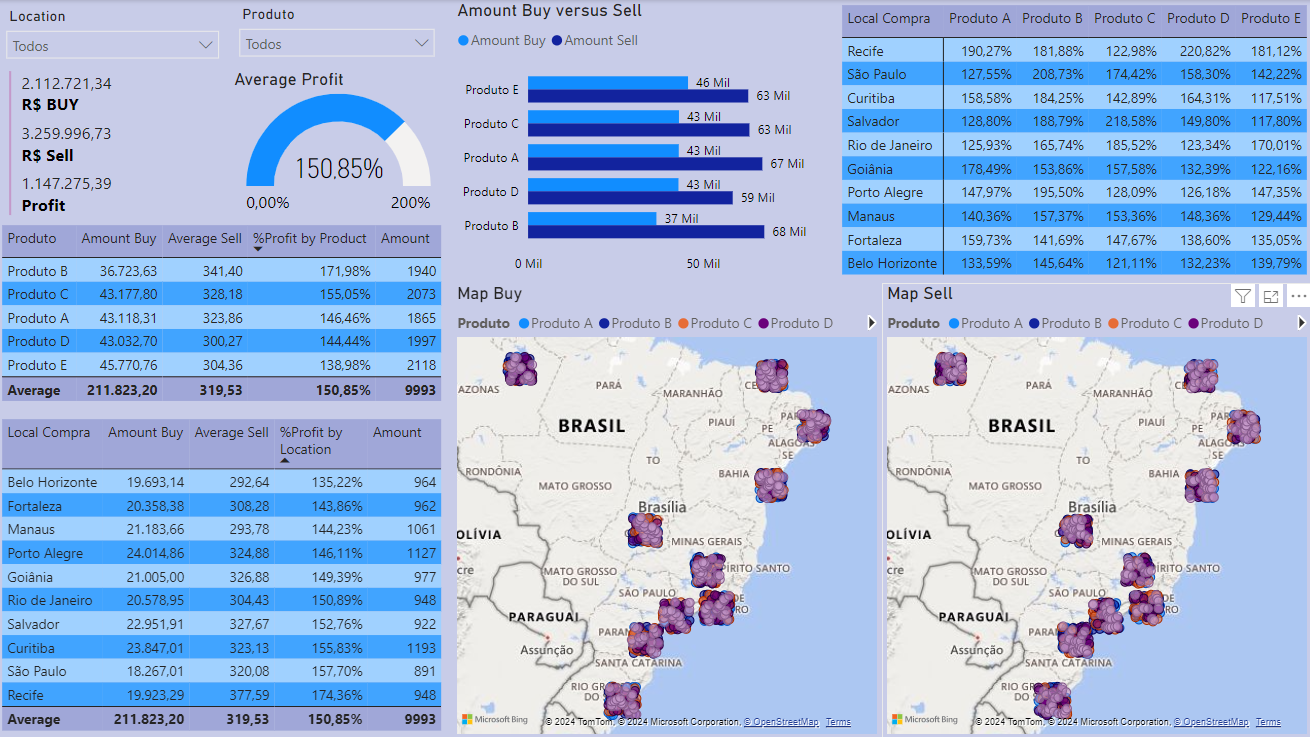 Location
Todos
Produto
Todos
2.112.721,34
R$ BUY
3.259.996,73
R$ Sell
1.147.275,39
Profit
Average Profit
150,85%
0,00% 200%
Produto Amount Buy Average Sell %Profit by Product Amount
Produto B 36.723,63 341,40 171,98% 1940
Produto C 43.177,80 328,18 155,05% 2073
Produto A 43.118,31 323,86 146,46% 1865
Produto D 43.032,70 300,27 144,44% 1997
Produto E 45.770,76 304,36 138,98% 2118
Average 211.823,20 319,53 150,85% 9993
Local Compra Amount Buy Average Sell %Profit by Location Amount
Belo Horizonte 19.693,14 292,64 135,22% 964
Fortaleza 20.358,38 308,28 143,86% 962
Manaus 21.183,66 293,78 144,23% 1061
Porto Alegre 24.014,86 324,88 146,11% 1127
Goiânia 21.005,00 326,88 149,39% 977
Rio de Janeiro 20.578,95 304,43 150,89% 948
Salvador 22.951,91 327,67 152,76% 922
Curitiba 23.847,01 323,13 155,83% 1193
São Paulo 18.267,01 320,08 157,70% 891
Recife 19.923,29 377,59 174,36% 948
Average 211.823,20 319,53 150,85% 9993
Amount Buy versus Sell
Amount Buy Amount Sell
Produto E 46 Mil 63 Mil
Produto C 43 Mil 63 Mil
Produto A 43 Mil 67 Mil
Produto D 43 Mil 59 Mil
Produto B 37 Mil 68 Mil
0 Mil 50 Mil
Local Compra Produto A Produto B Produto C Produto D Produto E
Recife 190,27% 181,88% 122,98% 220,82% 181,12%
São Paulo 127,55% 208,73% 174,42% 158,30% 142,22%
Curitiba 158,58% 184,25% 142,89% 164,31% 117,51%
Salvador 128,80% 188,79% 218,58% 149,80% 117,80%
Rio de Janeiro 125,93% 165,74% 185,52% 123,34% 170,01%
Goiânia 178,49% 153,86% 157,58% 132,39% 122,16%
Porto Alegre 147,97% 195,50% 128,09% 126,18% 147,35%
Manaus 140,36% 157,37% 153,36% 148,36% 129,44%
Fortaleza 159,73% 141,69% 147,67% 138,60% 135,05%
Belo Horizonte 133,59% 145,64% 121,11% 132,23% 139,79%
Map Buy
Produto Produto A Produto B Produto C Produto D
AZONAS
PARÁ
MARANHÃO
CE
BRASIL
PIAUÍ
PE
ALAGOAS
SE
TO
RONDÔNIA
BAHIA
MATO GROSSO
Brasília
OLÍVIA
MINAS GERAIS
cre
MATO GROSSO
DO SUL
PÍRITO SANTO
SÃO PAULO
DE
RO
PARAGUAI
PARAN
Assunção
SANTA CATARINA
RIO G
DO
Microsoft Bing
© 2024 TomTom, © 2024 Microsoft Corporation, © OpenStreetMap Terms
Map Sell
Produto Produto A Produto B Produto C Produto D
AZONAS
PARÁ
MARANHÃO
CE
BRASIL
PIAUÍ
PAR
PE
ALAGOAS
SE
TO
RONDÔNIA
BAHIA
MATO GROSSO
Brasília
OLÍVIA
MINAS GERAIS
cre
MATO GROSSO
DO SUL
ÍRITO SANTO
SÃO PAULO
DE
RO
PARAGUAI
PARAN
Assunção
SANTA CATARINA
RIO GR
DO
Microsoft Bing
© 2024 TomTom, © 2024 Microsoft Corporation, © OpenStreetMap Terms